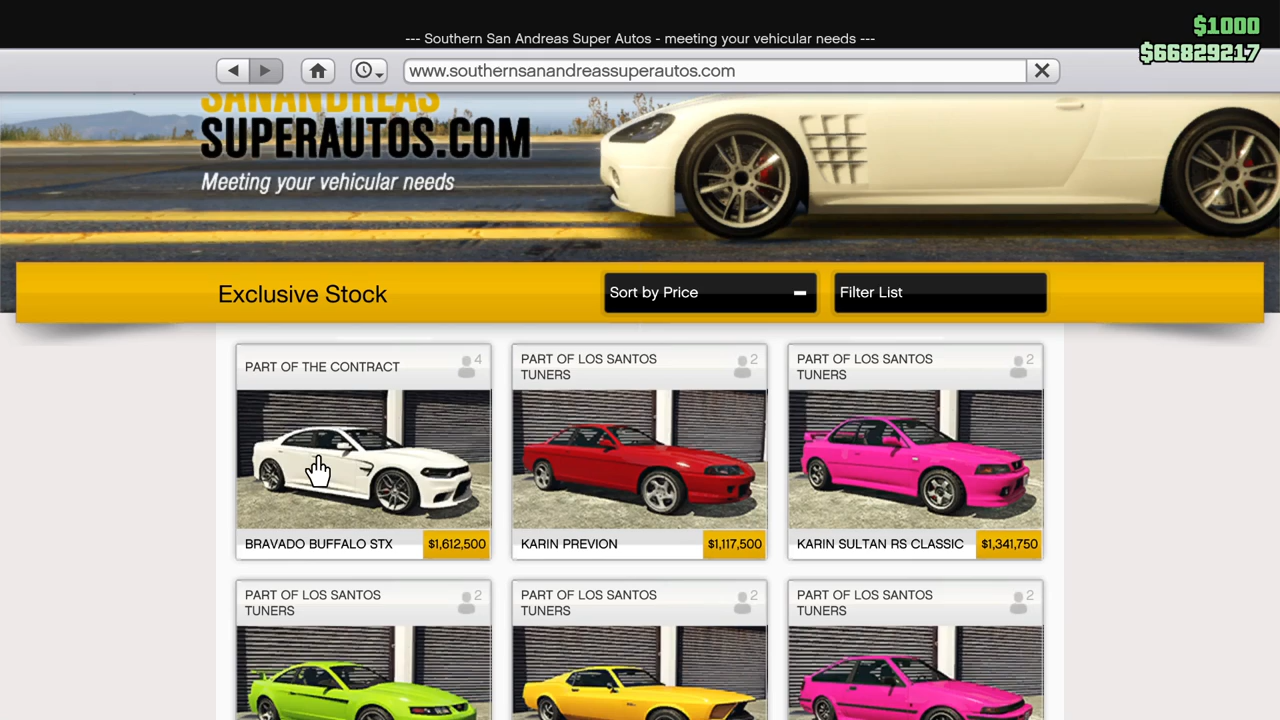 --- Southern San Andreas Super Autos - meeting your vehicular needs ---
$1000
$66829217
www.southernsanandreassuperautos.com
SANANDREAS
SUPERAUTOS.COM
Meeting your vehicular needs
Exclusive Stock
Sort by Price
Filter List
PART OF THE CONTRACT
4
BRAVADO BUFFALO STX
$1,612,500
PART OF LOS SANTOS
TUNERS
2
KARIN PREVION
$1,117,500
PART OF LOS SANTOS
TUNERS
2
KARIN SULTAN RS CLASSIC
$1,341,750
PART OF LOS SANTOS
TUNERS
2
PART OF LOS SANTOS
TUNERS
2
PART OF LOS SANTOS
TUNERS
2